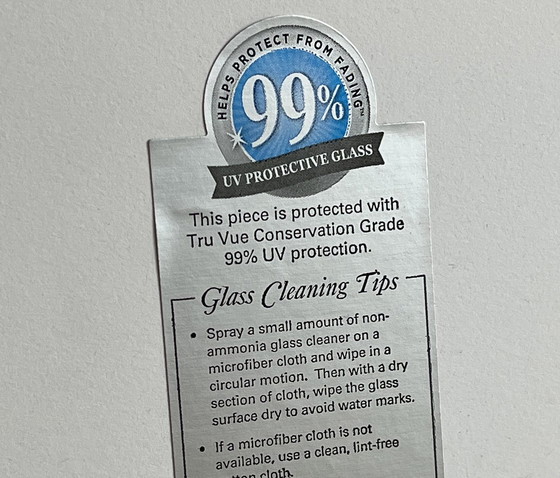 HELPS PROTECT FROM FADING™
99%
UV PROTECTIVE GLASS
This piece is protected with
Tru Vue Conservation Grade
99% UV protection.
Glass Cleaning Tips
• Spray a small amount of non-
ammonia glass cleaner on a
microfiber cloth and wipe in a
circular motion. Then with a dry
section of cloth, wipe the glass
surface dry to avoid water marks.
• If a microfiber cloth is not
available, use a clean, lint-free
cloth.